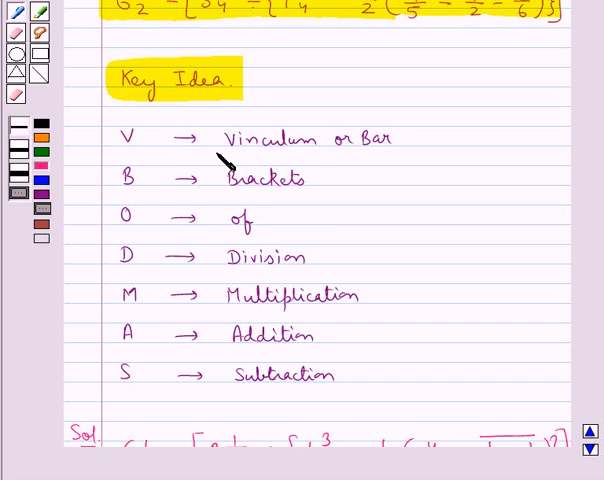 Key Idea.
V → Vinculum or Bar
B → Brackets
O → of
D → Division
M → Multiplication
A → Addition
S → Subtraction
Sol.